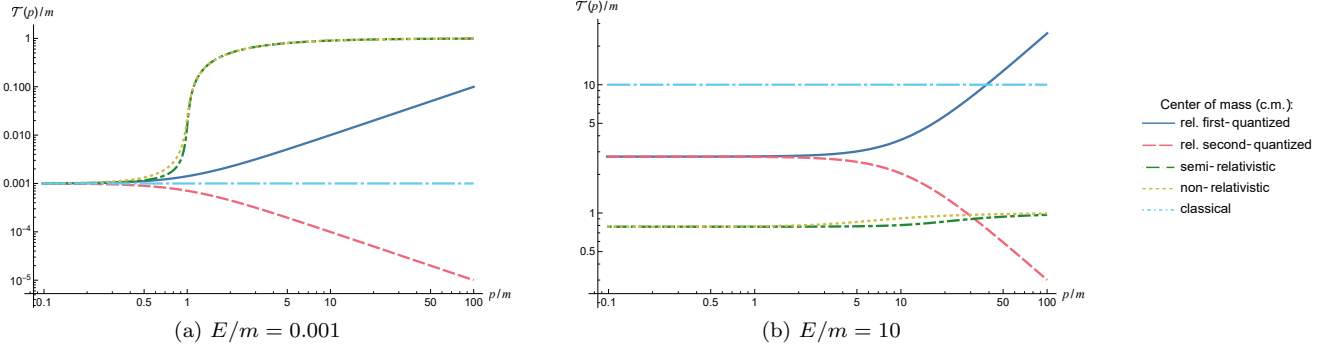 𝒯(p)/m
1
0.100
0.010
0.001
10⁻⁴
10⁻⁵
0.1
0.5
1
5
10
50
100
p/m
(a) E/m = 0.001
𝒯(p)/m
10
5
1
0.5
0.1
0.5
1
5
10
50
100
p/m
(b) E/m = 10
Center of mass (c.m.):
rel. first-quantized
rel. second-quantized
semi-relativistic
non-relativistic
classical